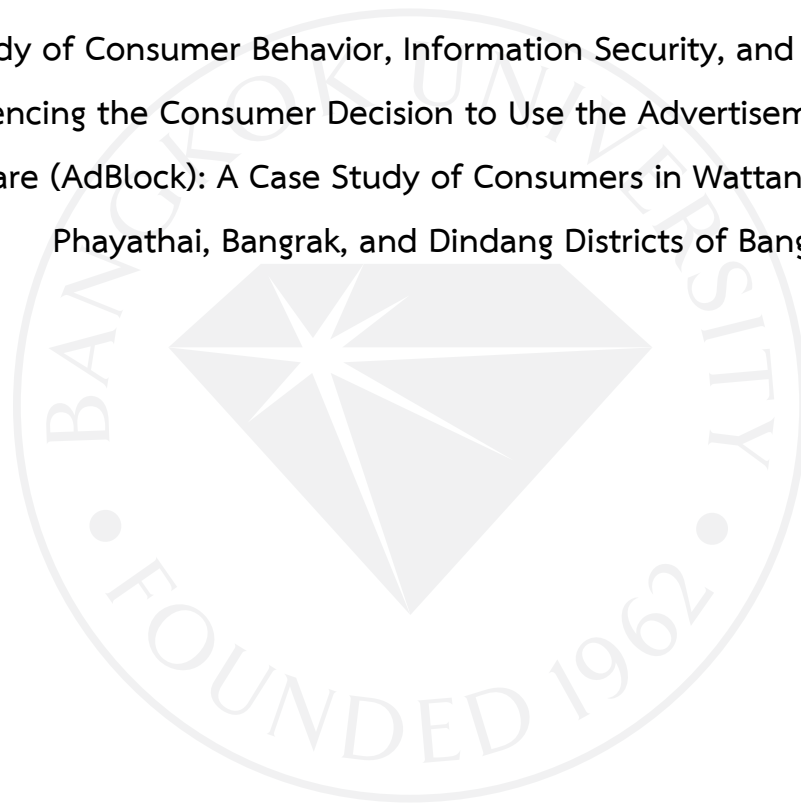 dy of Consumer Behavior, Information Security, and
encing the Consumer Decision to Use the Advertisem
are (AdBlock): A Case Study of Consumers in Wattan
Phayathai, Bangrak, and Dindang Districts of Bang
BANGKOK UNIVERSITY
FOUNDED 1962